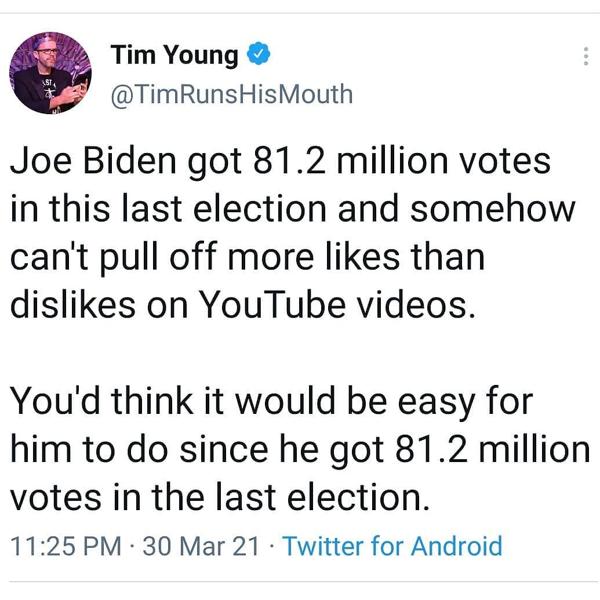 Tim Young
@TimRunsHisMouth
Joe Biden got 81.2 million votes
in this last election and somehow
can't pull off more likes than
dislikes on YouTube videos.
You'd think it would be easy for
him to do since he got 81.2 million
votes in the last election.
11:25 PM · 30 Mar 21 · Twitter for Android